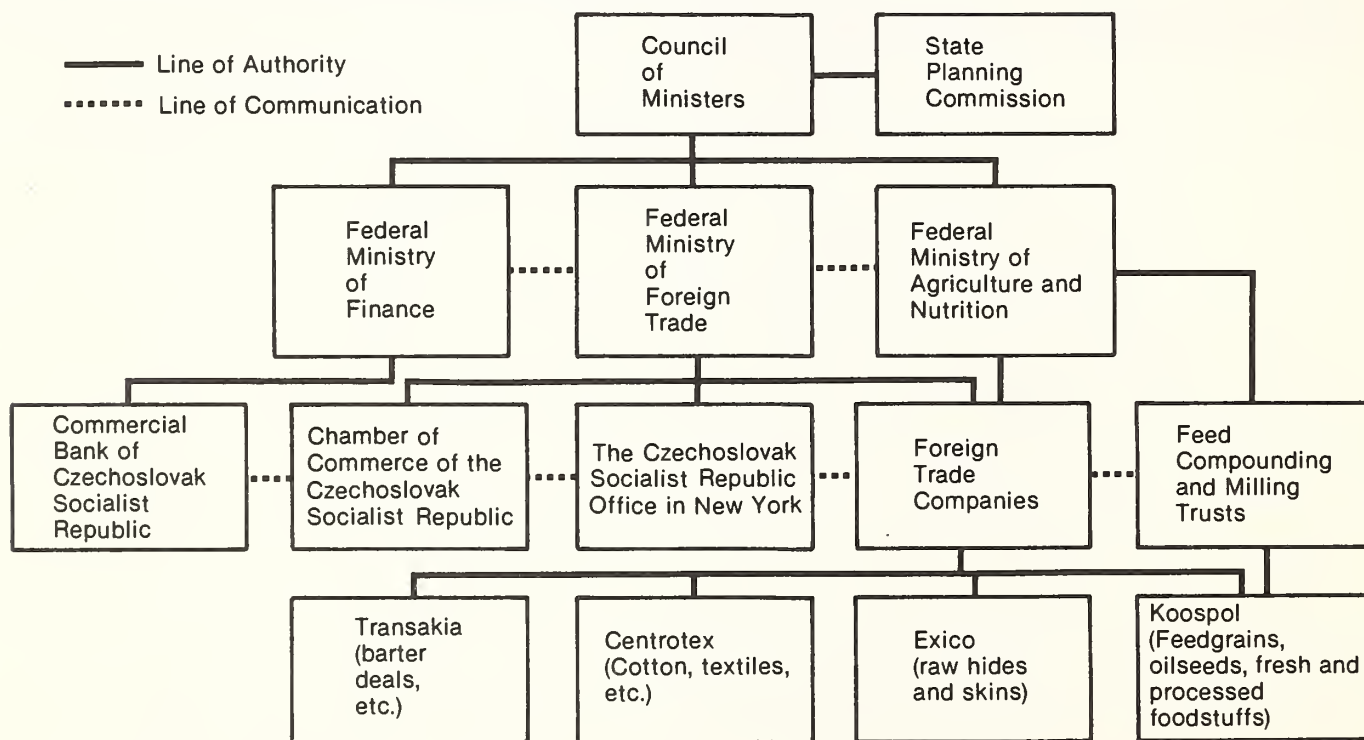 Line of Authority
Line of Communication
Council
of
Ministers
State
Planning
Commission
Federal
Ministry
of
Finance
Federal
Ministry
of
Foreign
Trade
Federal
Ministry of
Agriculture and
Nutrition
Commercial
Bank of
Czechoslovak
Socialist
Republic
Chamber of
Commerce of the
Czechoslovak
Socialist Republic
The Czechoslovak
Socialist Republic
Office in New York
Foreign
Trade
Companies
Feed
Compounding
and Milling
Trusts
Transakia
(barter
deals,
etc.)
Centrotex
(Cotton, textiles,
etc.)
Exico
(raw hides
and skins)
Koospol
(Feedgrains,
oilseeds, fresh and
processed
foodstuffs)